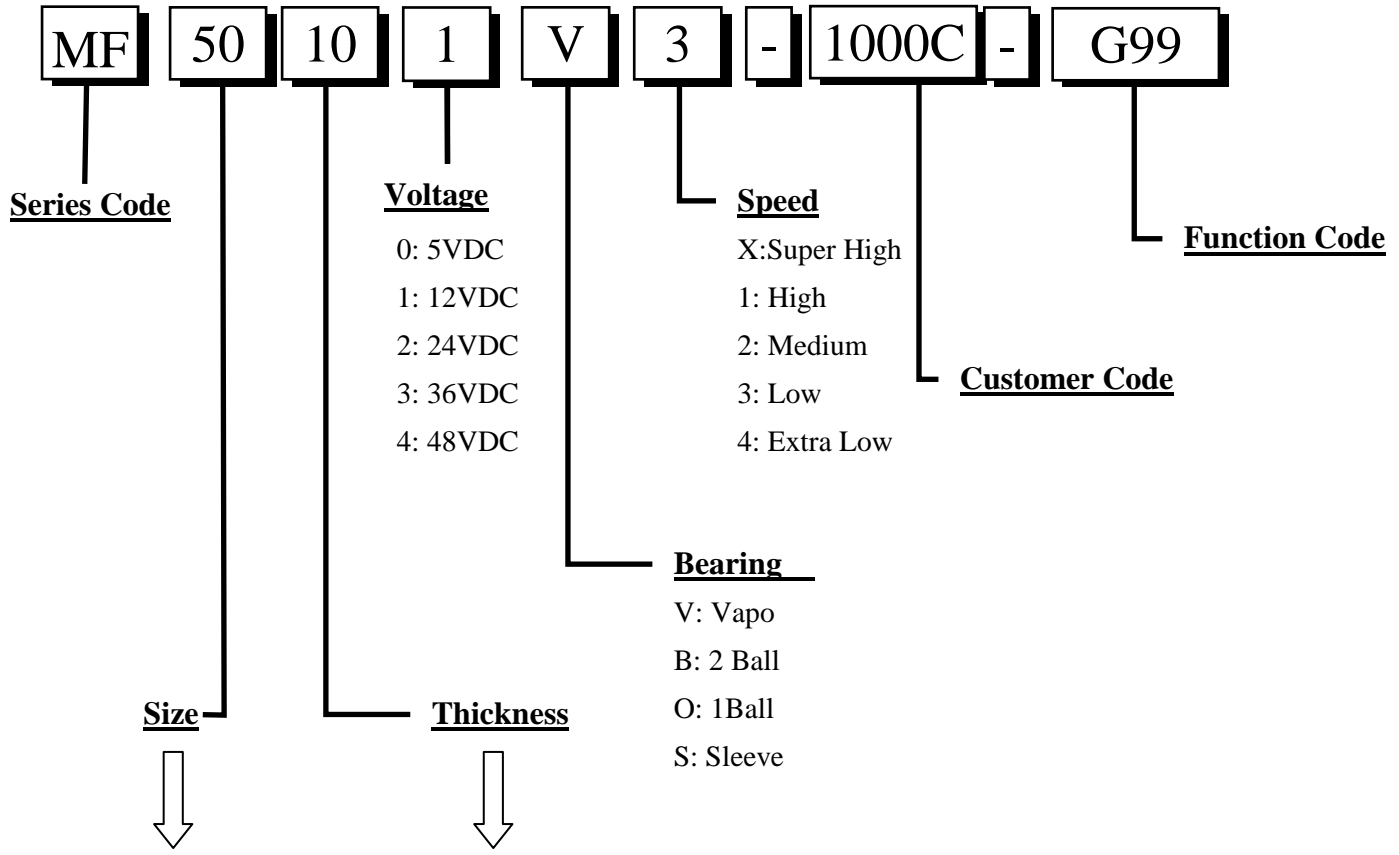 MF 50 10 1 V 3 - 1000C - G99
Series Code
Voltage
0: 5VDC
1: 12VDC
2: 24VDC
3: 36VDC
4: 48VDC
Speed
X:Super High
1: High
2: Medium
3: Low
4: Extra Low
Function Code
Customer Code
Bearing
V: Vapo
B: 2 Ball
O: 1Ball
S: Sleeve
Size
Thickness